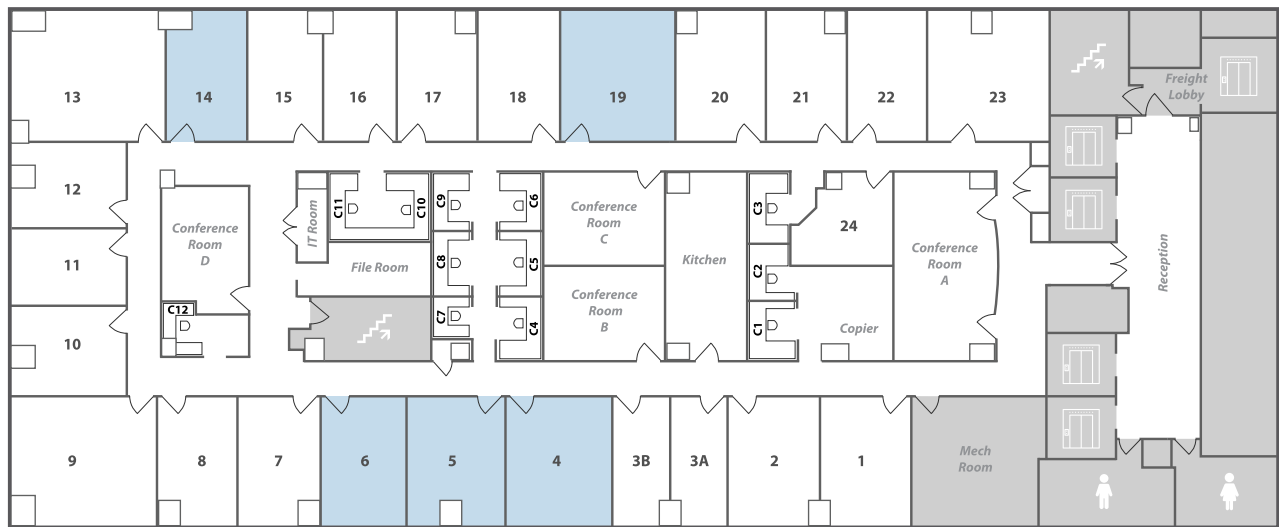 13
14
15
16
17
18
19
20
21
22
23
Freight
Lobby
12
11
10
Conference
Room
D
C12
IT Room
C11
C10
File Room
C9
C8
C7
C6
C5
C4
Conference
Room
C
Conference
Room
B
Kitchen
C3
C2
C1
24
Copier
Conference
Room
A
Reception
9
8
7
6
5
4
3B
3A
2
1
Mech
Room